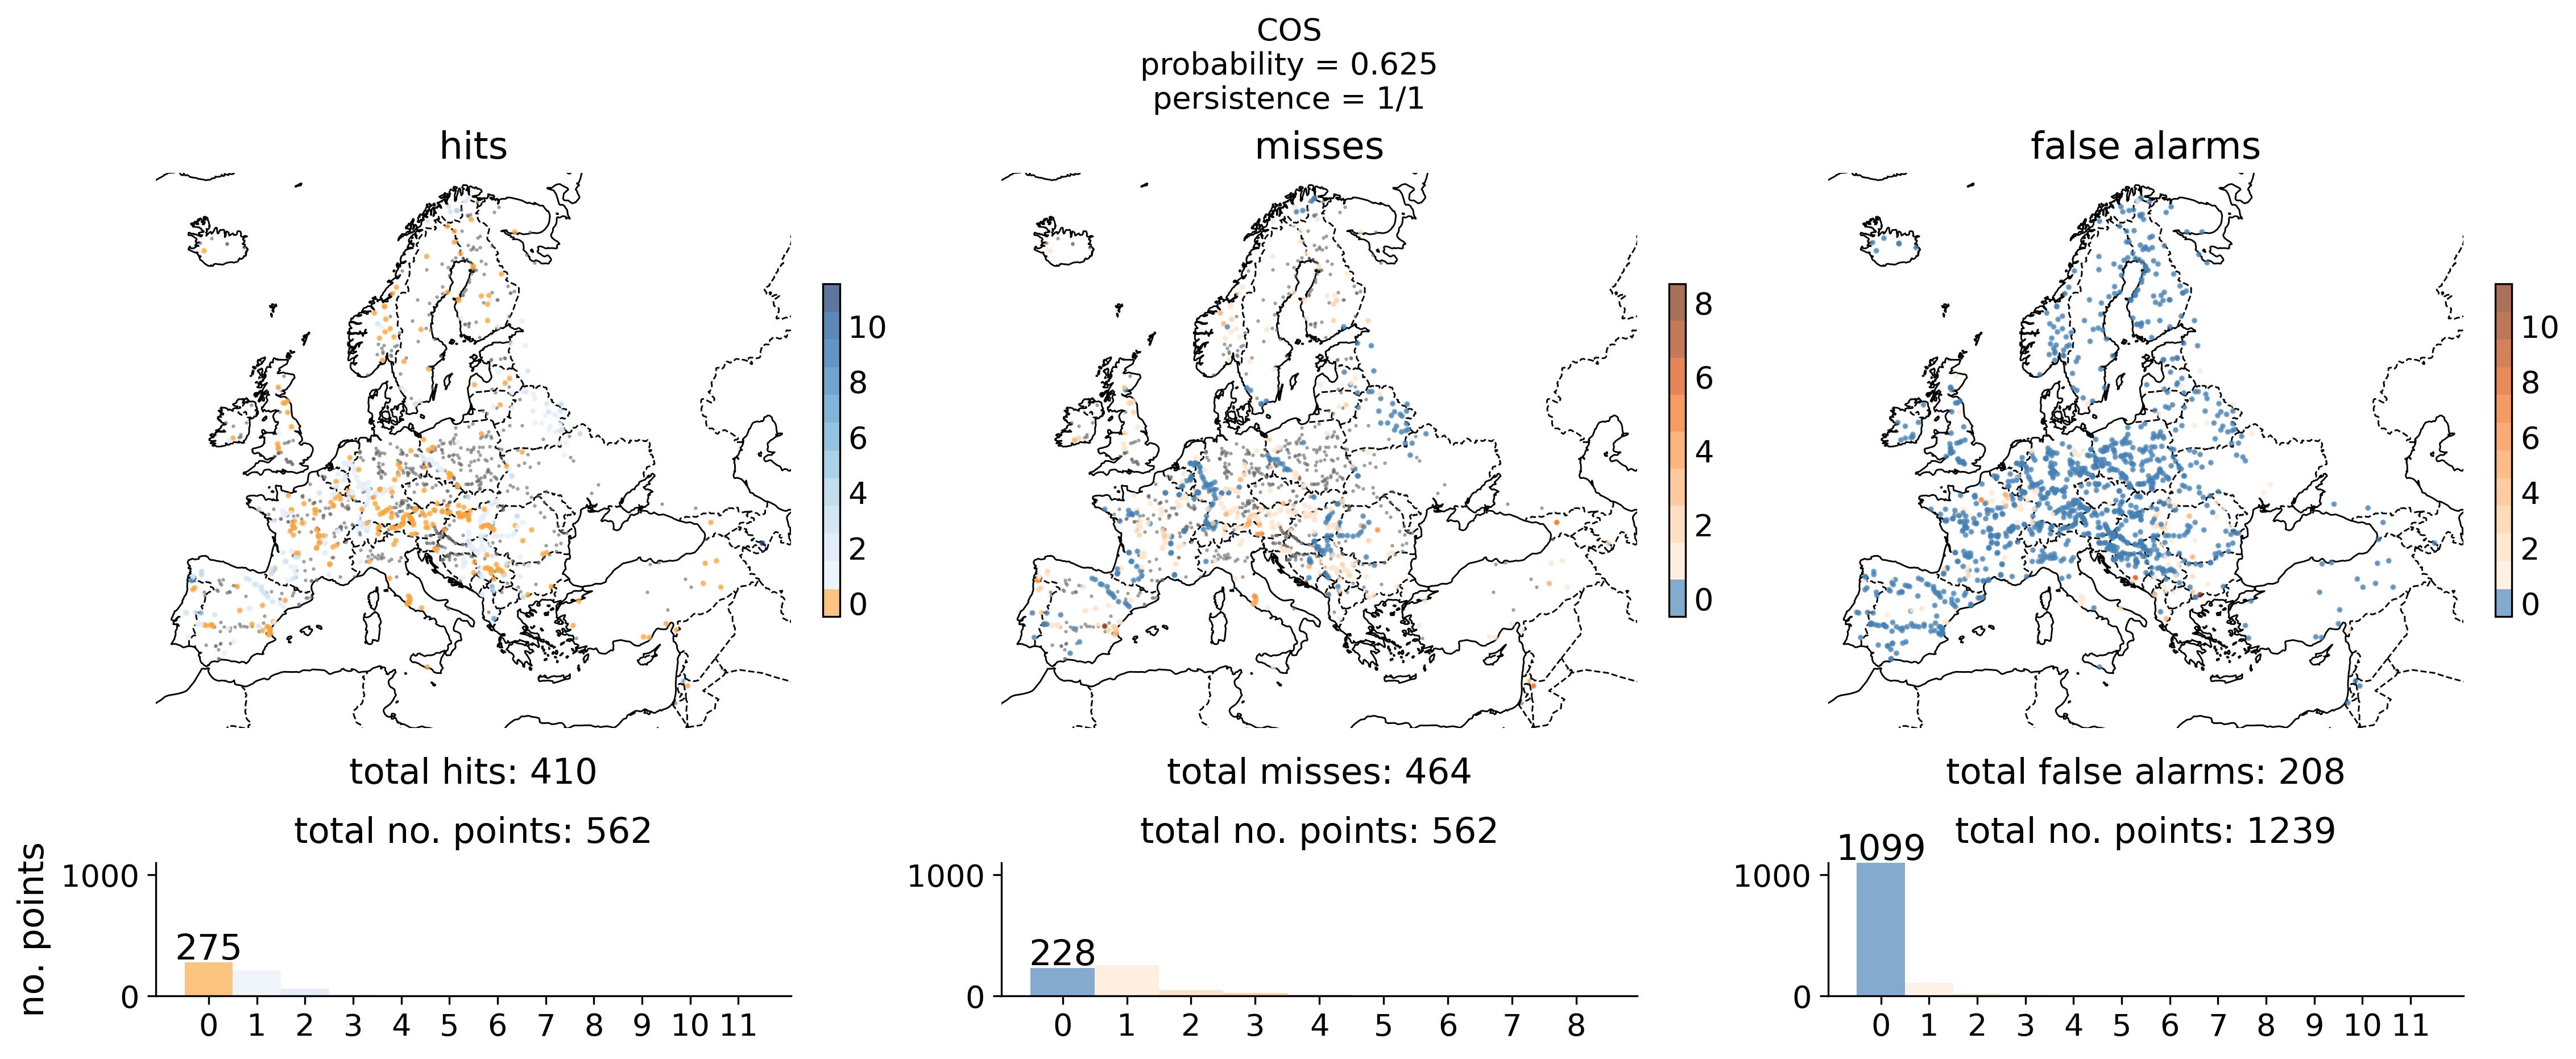 COS
probability = 0.625
persistence = 1/1
hits
misses
false alarms
10
8
6
4
2
0
8
6
4
2
0
10
8
6
4
2
0
total hits: 410
total misses: 464
total false alarms: 208
total no. points: 562
total no. points: 562
total no. points: 1239
no. points
1000
0
275
0 1 2 3 4 5 6 7 8 9 10 11
1000
0
228
0 1 2 3 4 5 6 7 8
1000
0
1099
0 1 2 3 4 5 6 7 8 9 10 11